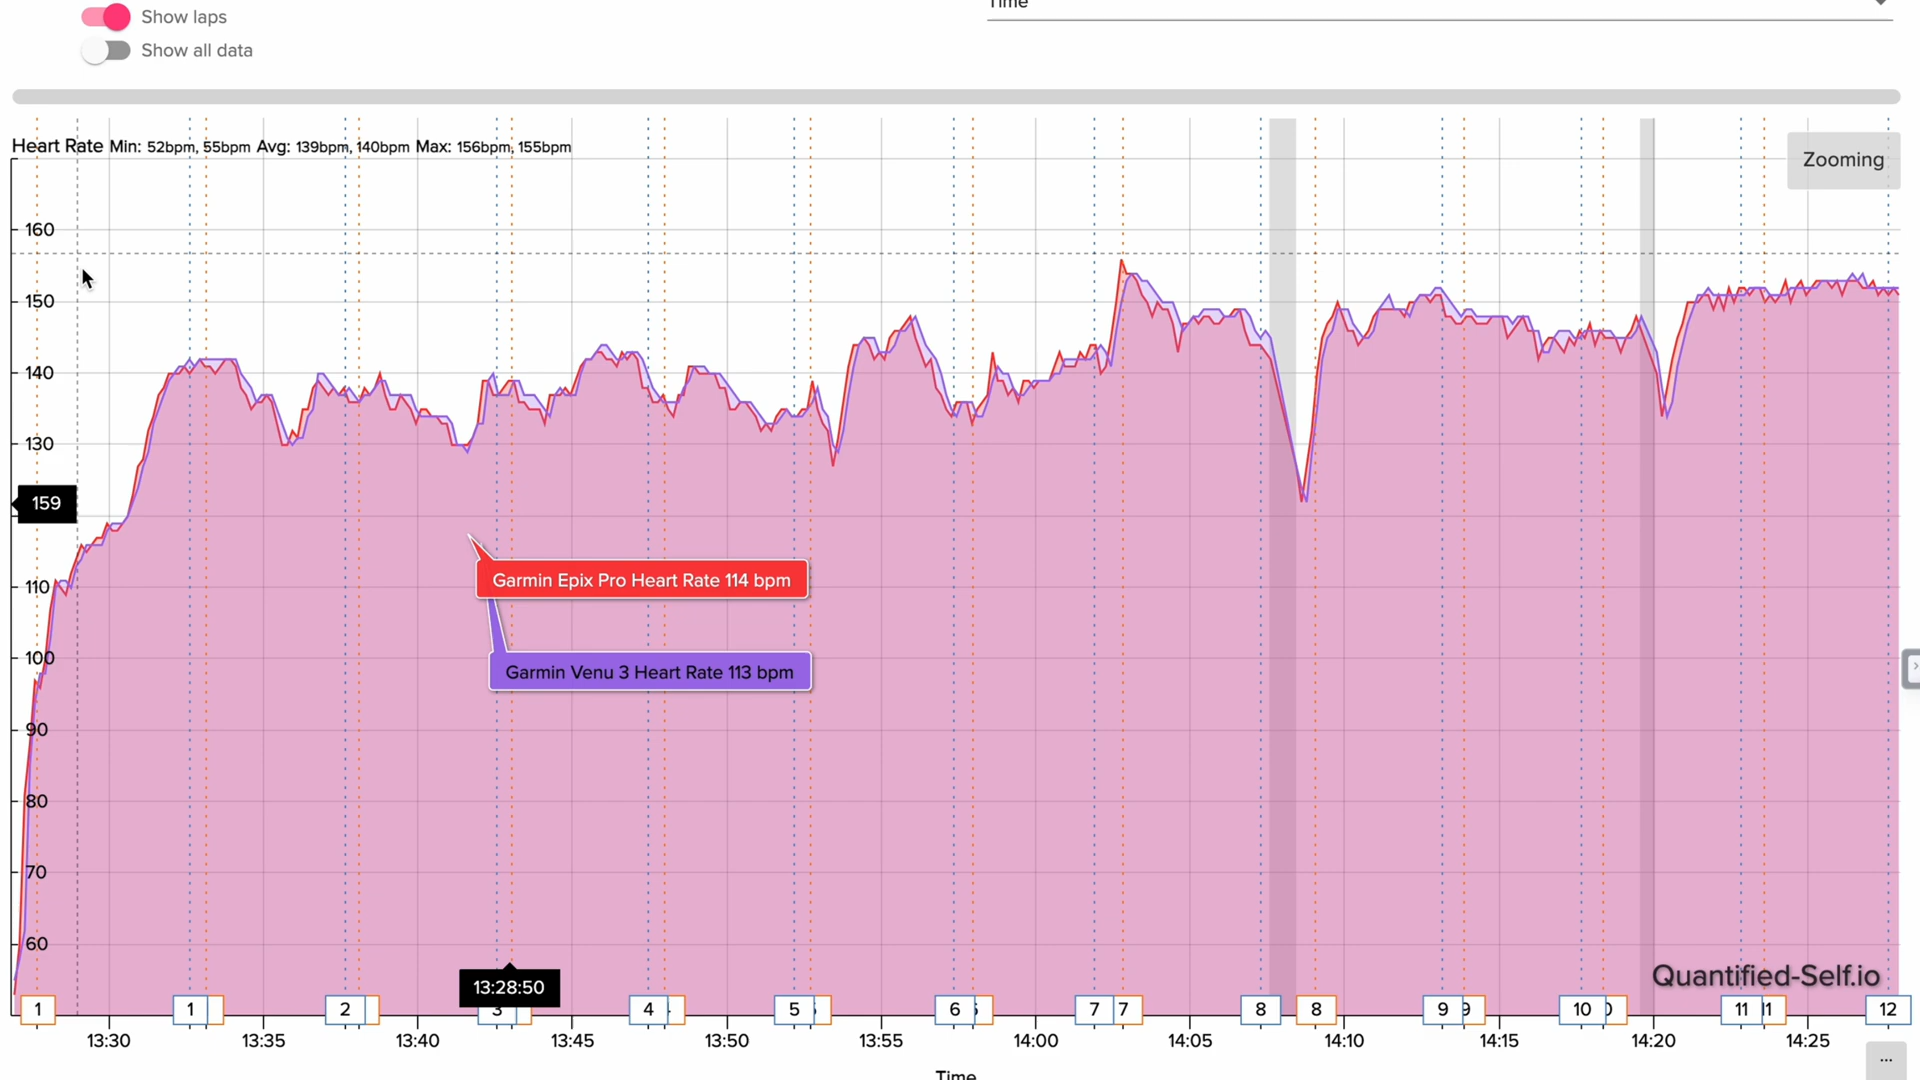 Show laps
Time
Show all data
Heart Rate Min: 52bpm, 55bpm Avg: 139bpm, 140bpm Max: 156bpm, 155bpm
Zooming
160
150
140
130
159
110
Garmin Epix Pro Heart Rate 114 bpm
100
Garmin Venu 3 Heart Rate 113 bpm
90
80
70
60
Quantified-Self.io
13:28:50
1 1 2 3 4 5 6 7 7 8 8 9 9 10 11 11 12
13:30 13:35 13:40 13:45 13:50 13:55 14:00 14:05 14:10 14:15 14:20 14:25
Time
...